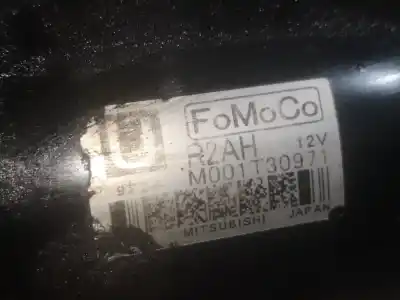 FoMoCo
R2AH 12V
M001T30971
MITSUBISHI JAPAN